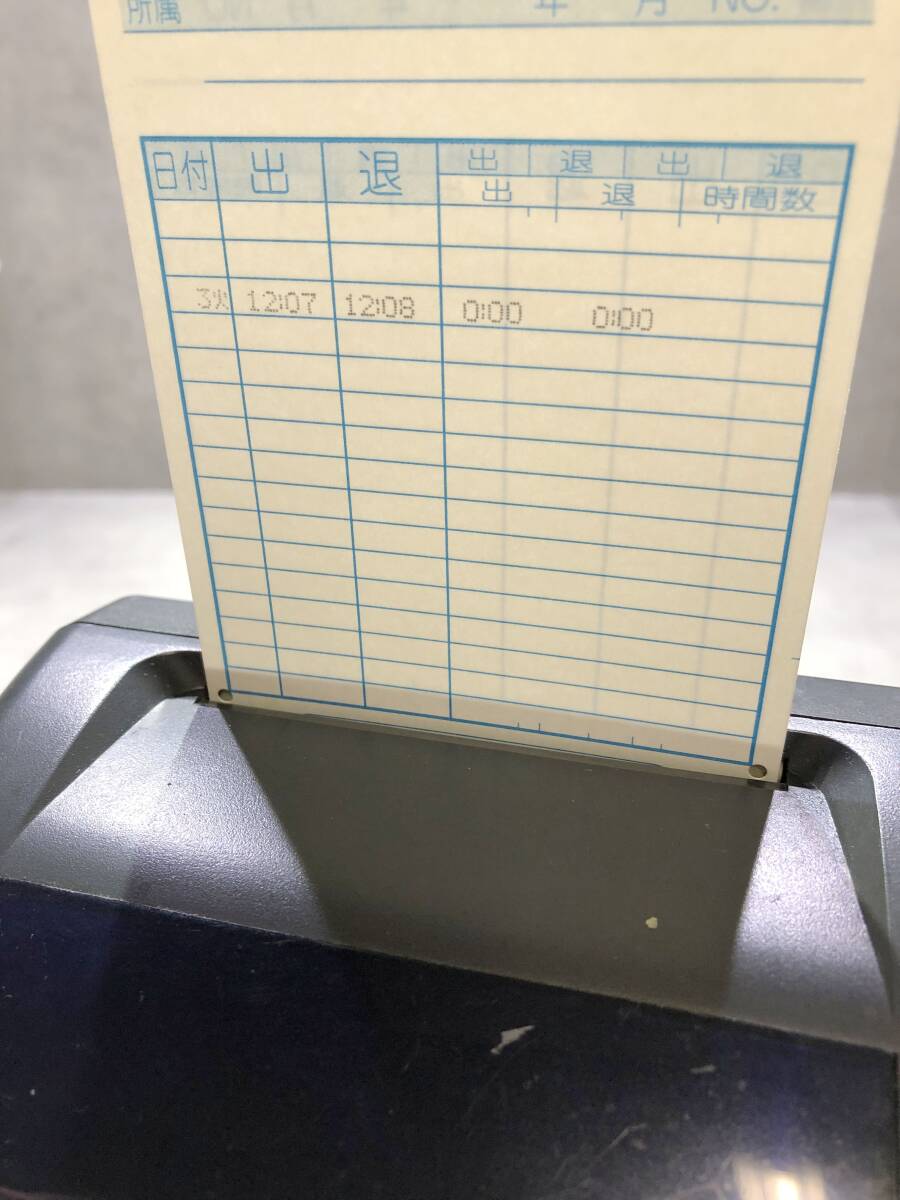 所属 年 月 NO.
日付 出 退 出 退 出 退
出 退 時間数
3火 12:07 12:08 0:00 0:00